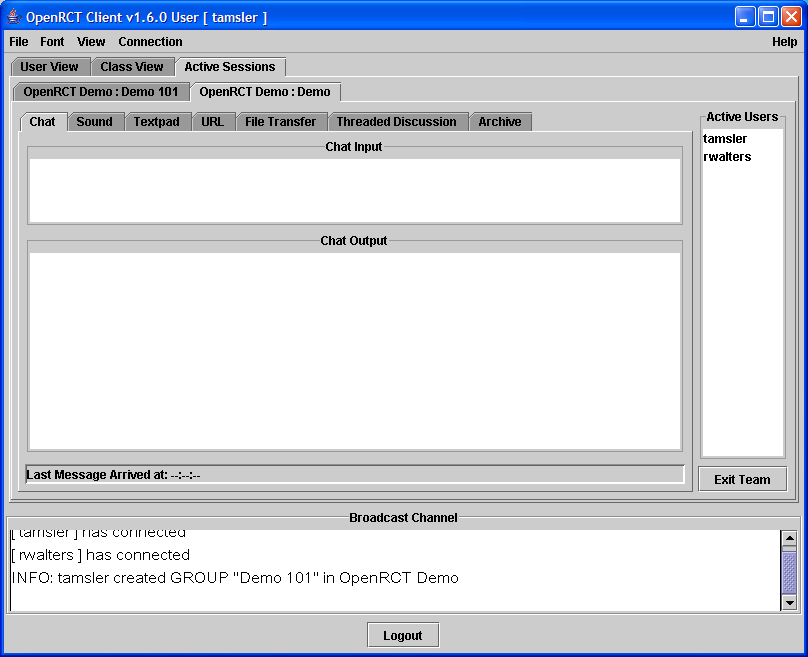 OpenRCT Client v1.6.0 User [ tamsler ]
File Font View Connection Help
User View Class View Active Sessions
OpenRCT Demo : Demo 101 OpenRCT Demo : Demo
Chat Sound Textpad URL File Transfer Threaded Discussion Archive
Active Users
tamsler
rwalters
Chat Input
Chat Output
Last Message Arrived at: --:--:--
Exit Team
Broadcast Channel
[ tamsler ] has connected
[ rwalters ] has connected
INFO: tamsler created GROUP "Demo 101" in OpenRCT Demo
Logout